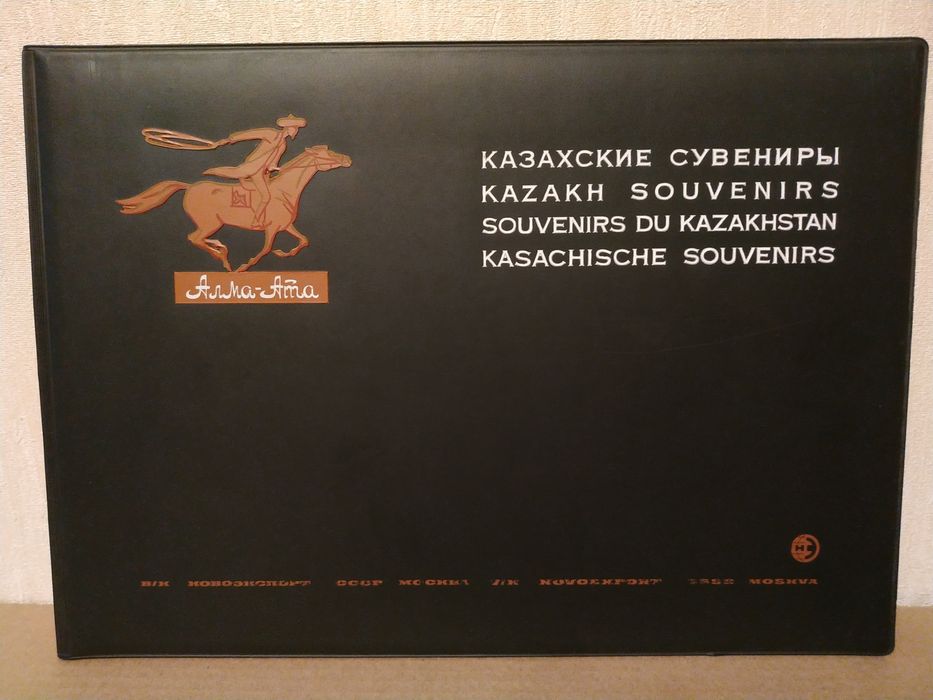 КАЗАХСКИЕ СУВЕНИРЫ
KAZAKH SOUVENIRS
SOUVENIRS DU KAZAKHSTAN
KASACHISCHE SOUVENIRS
Алма-Ата
В/К НОВОЭКСПОРТ СССР МОСКВА V/K NOVOEXPORT USSR MOSKVA